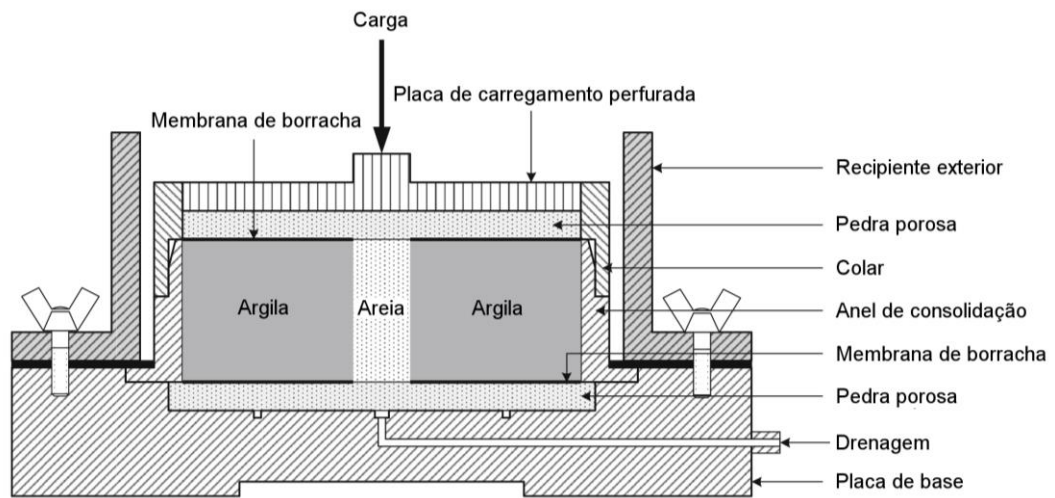 Carga
Placa de carregamento perfurada
Membrana de borracha
Recipiente exterior
Pedra porosa
Colar
Argila
Areia
Argila
Anel de consolidação
Membrana de borracha
Pedra porosa
Drenagem
Placa de base